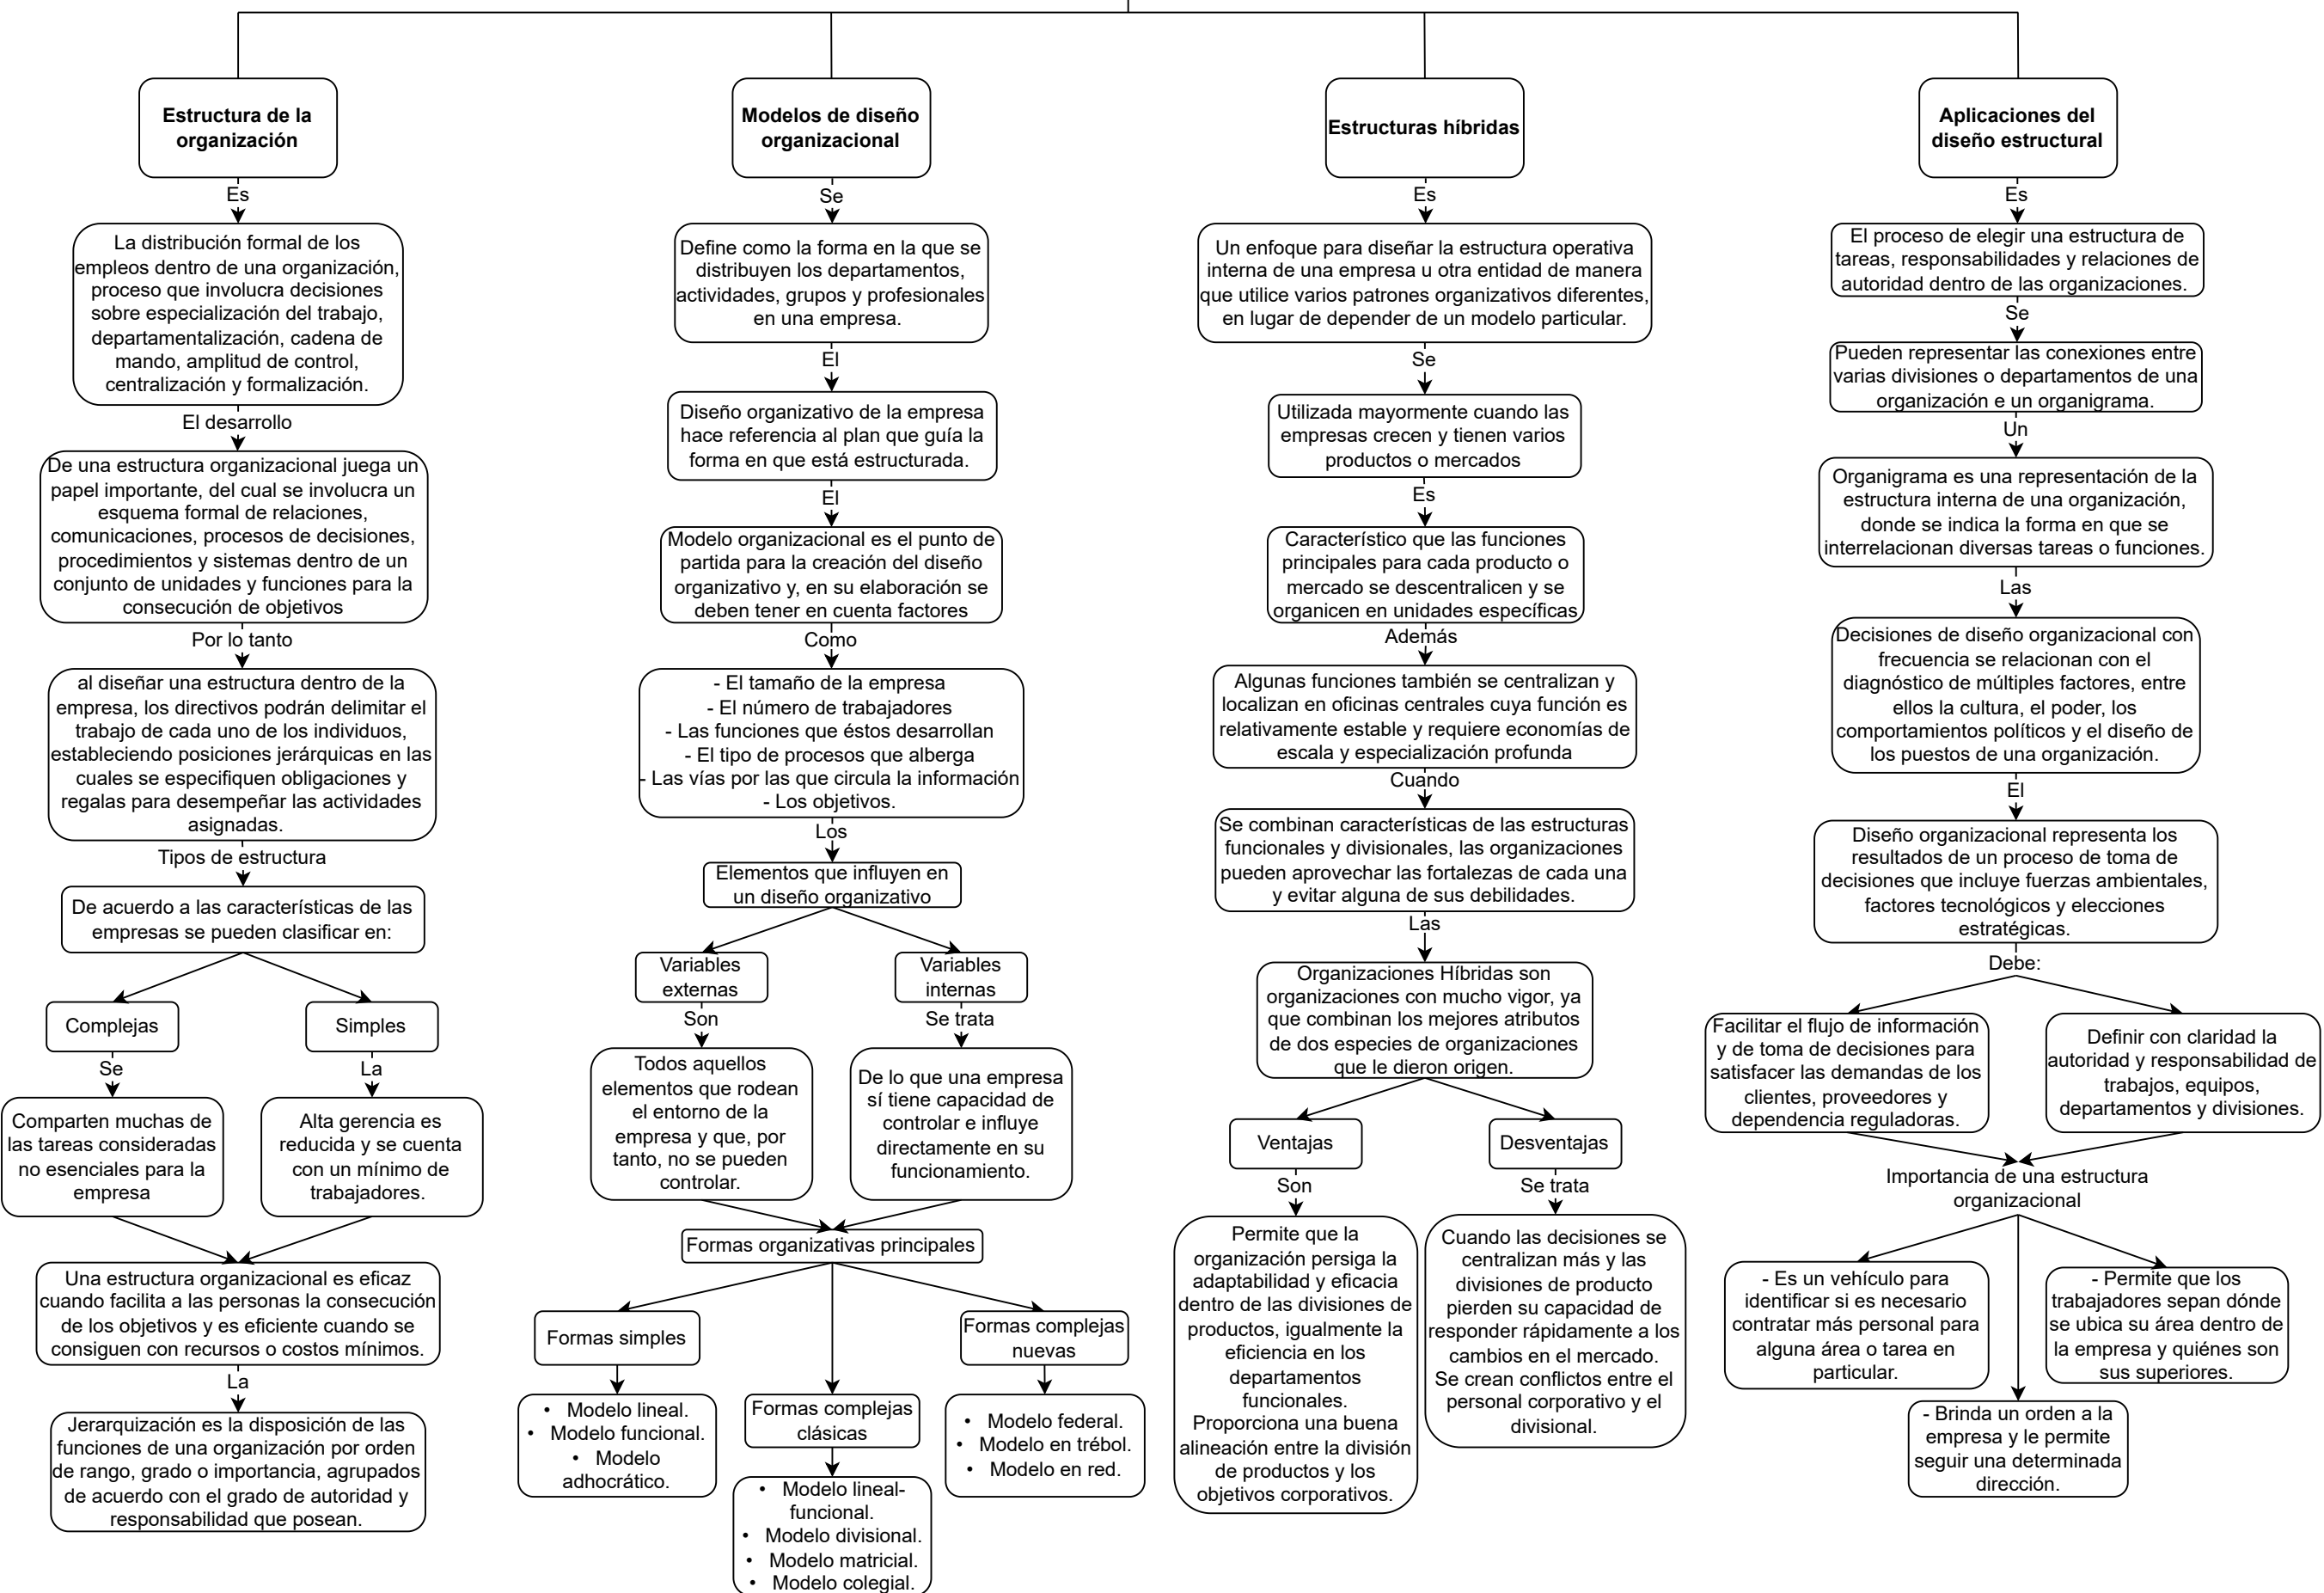 Estructura de la
organización
Es
La distribución formal de los
empleos dentro de una organización,
proceso que involucra decisiones
sobre especialización del trabajo,
departamentalización, cadena de
mando, amplitud de control,
centralización y formalización.
El desarrollo
De una estructura organizacional juega un
papel importante, del cual se involucra un
esquema formal de relaciones,
comunicaciones, procesos de decisiones,
procedimientos y sistemas dentro de un
conjunto de unidades y funciones para la
consecución de objetivos
Por lo tanto
al diseñar una estructura dentro de la
empresa, los directivos podrán delimitar el
trabajo de cada uno de los individuos,
estableciendo posiciones jerárquicas en las
cuales se especifiquen obligaciones y
regalas para desempeñar las actividades
asignadas.
Tipos de estructura
De acuerdo a las características de las
empresas se pueden clasificar en:
Complejas
Se
Comparten muchas de
las tareas consideradas
no esenciales para la
empresa
Simples
La
Alta gerencia es
reducida y se cuenta
con un mínimo de
trabajadores.
Una estructura organizacional es eficaz
cuando facilita a las personas la consecución
de los objetivos y es eficiente cuando se
consiguen con recursos o costos mínimos.
La
Jerarquización es la disposición de las
funciones de una organización por orden
de rango, grado o importancia, agrupados
de acuerdo con el grado de autoridad y
responsabilidad que posean.
Modelos de diseño
organizacional
Se
Define como la forma en la que se
distribuyen los departamentos,
actividades, grupos y profesionales
en una empresa.
El
Diseño organizativo de la empresa
hace referencia al plan que guía la
forma en que está estructurada.
El
Modelo organizacional es el punto de
partida para la creación del diseño
organizativo y, en su elaboración se
deben tener en cuenta factores
Como
- El tamaño de la empresa
- El número de trabajadores
- Las funciones que éstos desarrollan
- El tipo de procesos que alberga
- Las vías por las que circula la información
- Los objetivos.
Los
Elementos que influyen en
un diseño organizativo
Variables
externas
Son
Todos aquellos
elementos que rodean
el entorno de la
empresa y que, por
tanto, no se pueden
controlar.
Variables
internas
Se trata
De lo que una empresa
sí tiene capacidad de
controlar e influye
directamente en su
funcionamiento.
Formas organizativas principales
Formas simples
• Modelo lineal.
• Modelo funcional.
• Modelo
adhocrático.
Formas complejas
clásicas
• Modelo lineal-
funcional.
• Modelo divisional.
• Modelo matricial.
• Modelo colegial.
Formas complejas
nuevas
• Modelo federal.
• Modelo en trébol.
• Modelo en red.
Estructuras híbridas
Es
Un enfoque para diseñar la estructura operativa
interna de una empresa u otra entidad de manera
que utilice varios patrones organizativos diferentes,
en lugar de depender de un modelo particular.
Se
Utilizada mayormente cuando las
empresas crecen y tienen varios
productos o mercados
Es
Característico que las funciones
principales para cada producto o
mercado se descentralicen y se
organicen en unidades específicas
Además
Algunas funciones también se centralizan y
localizan en oficinas centrales cuya función es
relativamente estable y requiere economías de
escala y especialización profunda
Cuando
Se combinan características de las estructuras
funcionales y divisionales, las organizaciones
pueden aprovechar las fortalezas de cada una
y evitar alguna de sus debilidades.
Las
Organizaciones Híbridas son
organizaciones con mucho vigor, ya
que combinan los mejores atributos
de dos especies de organizaciones
que le dieron origen.
Ventajas
Son
Permite que la
organización persiga la
adaptabilidad y eficacia
dentro de las divisiones de
productos, igualmente la
eficiencia en los
departamentos
funcionales.
Proporciona una buena
alineación entre la división
de productos y los
objetivos corporativos.
Desventajas
Se trata
Cuando las decisiones se
centralizan más y las
divisiones de producto
pierden su capacidad de
responder rápidamente a los
cambios en el mercado.
Se crean conflictos entre el
personal corporativo y el
divisional.
Aplicaciones del
diseño estructural
Es
El proceso de elegir una estructura de
tareas, responsabilidades y relaciones de
autoridad dentro de las organizaciones.
Se
Pueden representar las conexiones entre
varias divisiones o departamentos de una
organización e un organigrama.
Un
Organigrama es una representación de la
estructura interna de una organización,
donde se indica la forma en que se
interrelacionan diversas tareas o funciones.
Las
Decisiones de diseño organizacional con
frecuencia se relacionan con el
diagnóstico de múltiples factores, entre
ellos la cultura, el poder, los
comportamientos políticos y el diseño de
los puestos de una organización.
El
Diseño organizacional representa los
resultados de un proceso de toma de
decisiones que incluye fuerzas ambientales,
factores tecnológicos y elecciones
estratégicas.
Debe:
Facilitar el flujo de información
y de toma de decisiones para
satisfacer las demandas de los
clientes, proveedores y
dependencia reguladoras.
Definir con claridad la
autoridad y responsabilidad de
trabajos, equipos,
departamentos y divisiones.
Importancia de una estructura
organizacional
- Es un vehículo para
identificar si es necesario
contratar más personal para
alguna área o tarea en
particular.
- Brinda un orden a la
empresa y le permite
seguir una determinada
dirección.
- Permite que los
trabajadores sepan dónde
se ubica su área dentro de
la empresa y quiénes son
sus superiores.